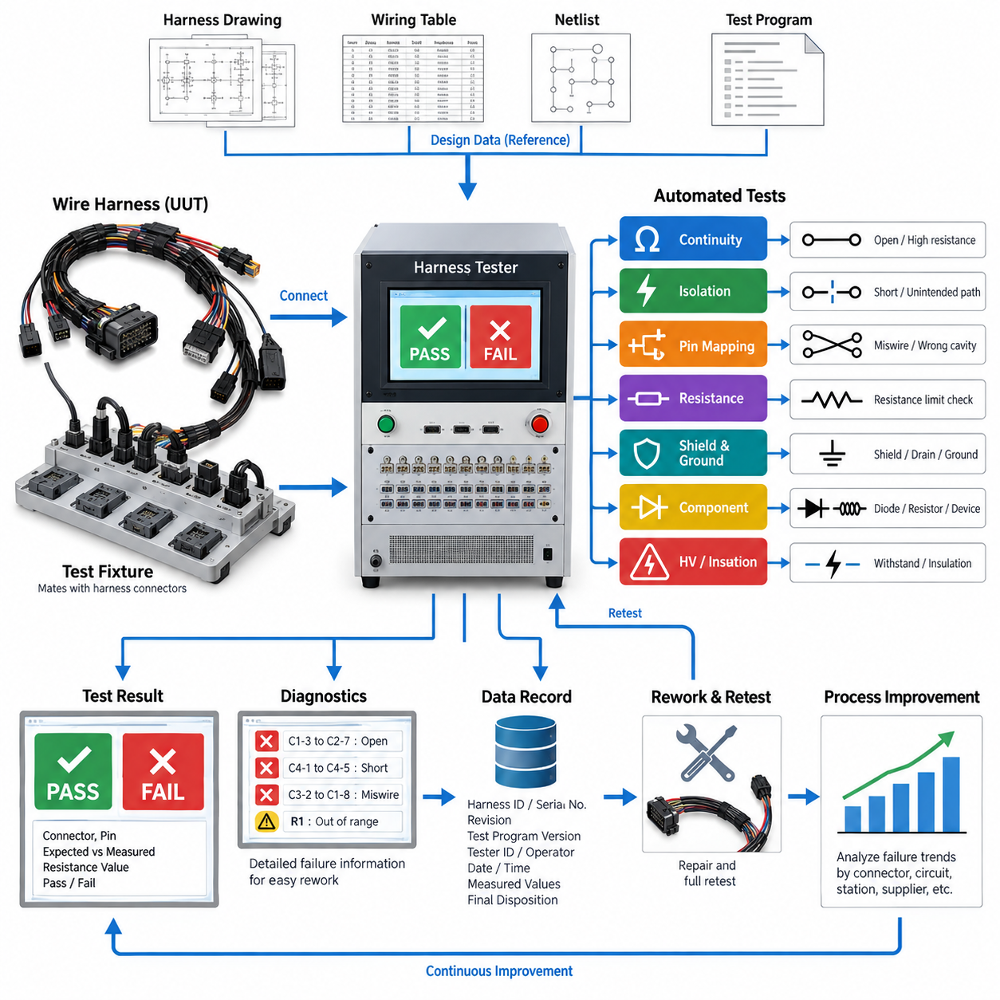 Harness Drawing
Wiring Table
Netlist
Test Program
Design Data (Reference)
Wire Harness (UUT)
Connect
Harness Tester
PASS
FAIL
Automated Tests
Continuity
Open / High resistance
Isolation
Short / Unintended path
Pin Mapping
Miswire / Wrong cavity
Resistance
Resistance limit check
Shield &
Ground
Shield / Drain / Ground
Component
Diode / Resistor / Device
HV / Insution
Withstand / Insulation
Test Fixture
Mates with harness connectors
Retest
Test Result
PASS
FAIL
Connector, Pin
Expected vs Measured
Resistance Value
Pass / Fail
Diagnostics
C1-3 to C2-7 : Open
C4-1 to C4-5 : Short
C3-2 to C1-8 : Miswire
R1 : Out of range
Detailed failure information
for easy rework
Data Record
Harness ID / Serial No.
Revision
Test Program Version
Tester ID / Operator
Date / Time
Measured Values
Final Disposition
Rework & Retest
Repair and
full retest
Process Improvement
Analyze failure trends
by connector, circuit,
station, supplier, etc.
Continuous Improvement